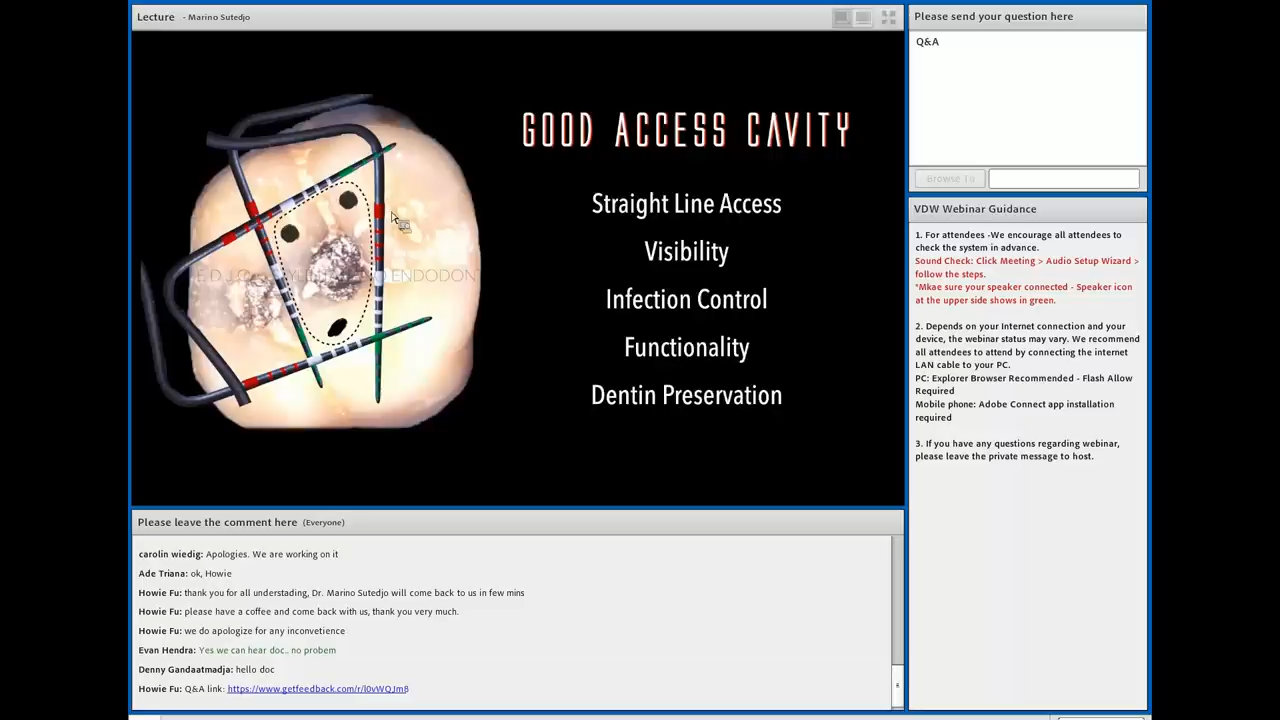 Lecture - Marino Sutedjo
GOOD ACCESS CAVITY
Straight Line Access
Visibility
Infection Control
Functionality
Dentin Preservation
Please leave the comment here (Everyone)
carolin wiedig: Apologies. We are working on it
Ade Triana: ok, Howie
Howie Fu: thank you for all understading, Dr. Marino Sutedjo will come back to us in few mins
Howie Fu: please have a coffee and come back with us, thank you very much.
Howie Fu: we do apologize for any inconvetience
Evan Hendra: Yes we can hear doc.. no probem
Denny Gandaatmadja: hello doc
Howie Fu: Q&A link: https://www.getfeedback.com/r/l0vWQJm8
Please send your question here
Q&A
Browse To
VDW Webinar Guidance
1. For attendees -We encourage all attendees to
check the system in advance.
Sound Check: Click Meeting > Audio Setup Wizard >
follow the steps.
*Mkae sure your speaker connected - Speaker icon
at the upper side shows in green.
2. Depends on your Internet connection and your
device, the webinar status may vary. We recommend
all attendees to attend by connecting the internet
LAN cable to your PC.
PC: Explorer Browser Recommended - Flash Allow
Required
Mobile phone: Adobe Connect app installation
required
3. If you have any questions regarding webinar,
please leave the private message to host.